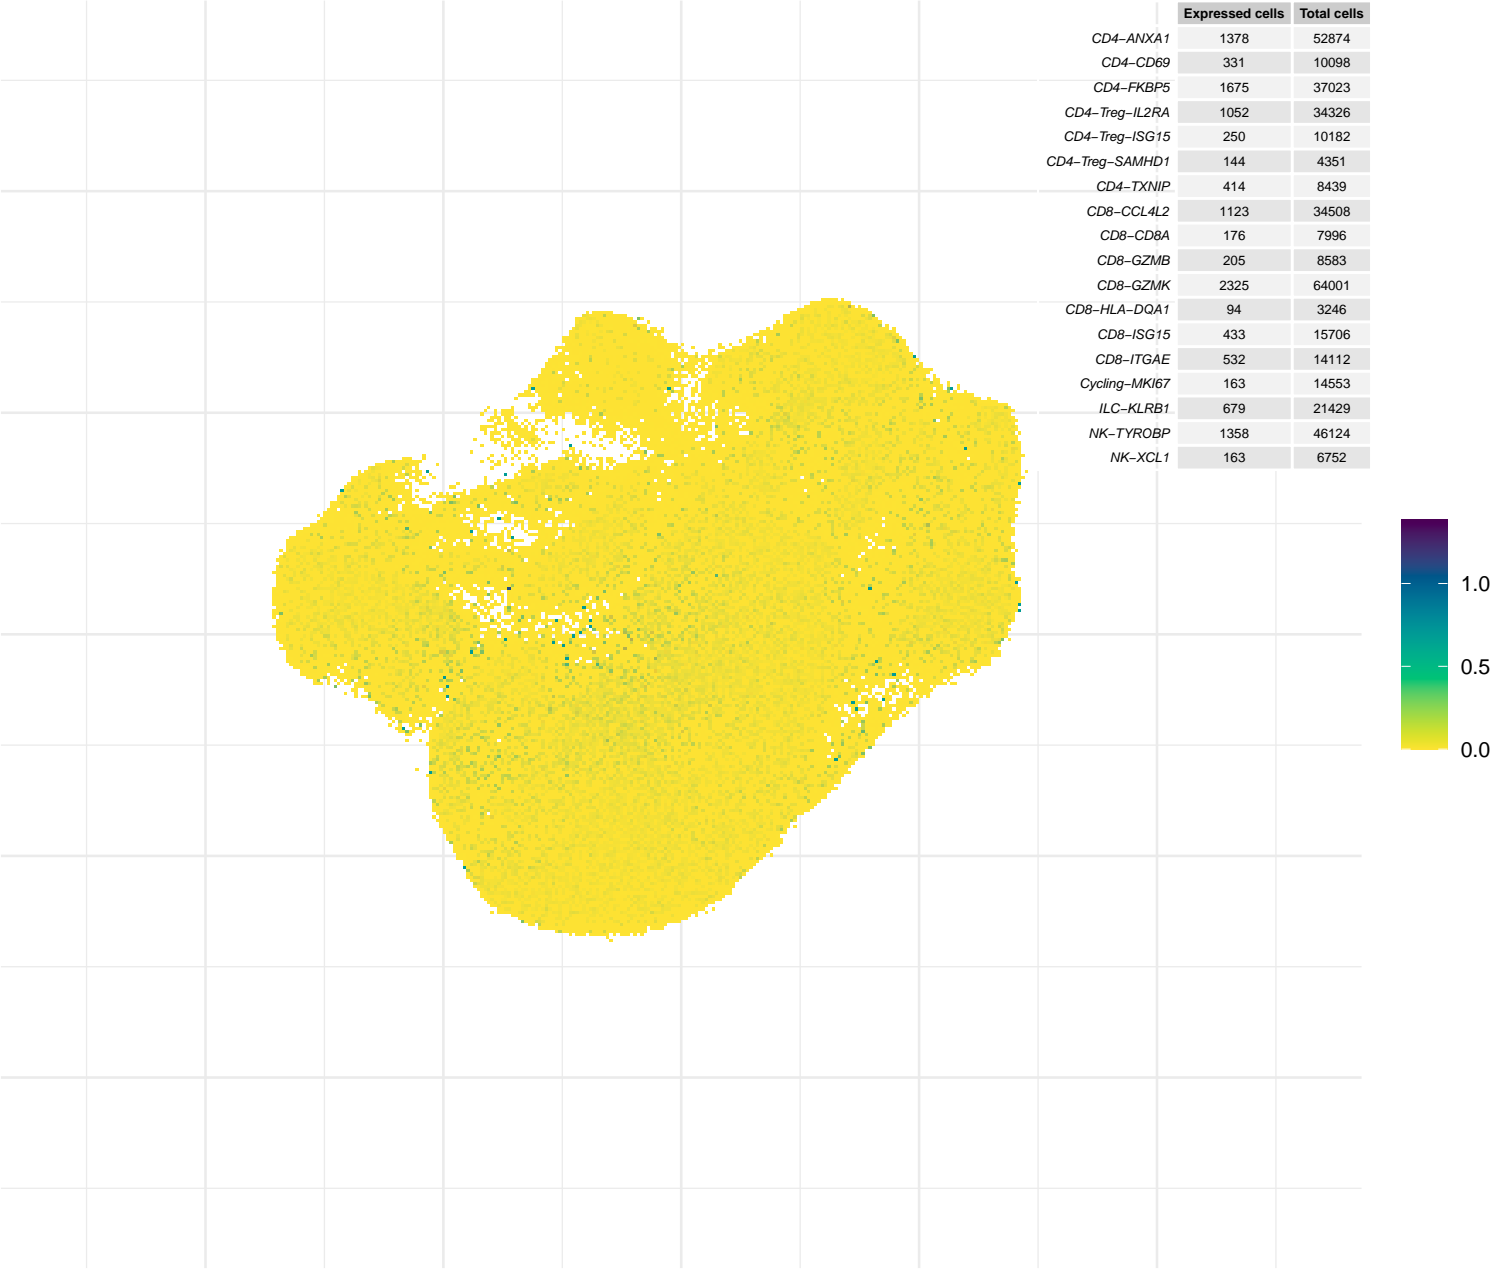 Expressed cells Total cells
CD4−ANXA1 1378 52874
CD4−CD69 331 10098
CD4−FKBP5 1675 37023
CD4−Treg−IL2RA 1052 34326
CD4−Treg−ISG15 250 10182
CD4−Treg−SAMHD1 144 4351
CD4−TXNIP 414 8439
CD8−CCL4L2 1123 34508
CD8−CD8A 176 7996
CD8−GZMB 205 8583
CD8−GZMK 2325 64001
CD8−HLA−DQA1 94 3246
CD8−ISG15 433 15706
CD8−ITGAE 532 14112
Cycling−MKI67 163 14553
ILC−KLRB1 679 21429
NK−TYROBP 1358 46124
NK−XCL1 163 6752
1.0
0.5
0.0